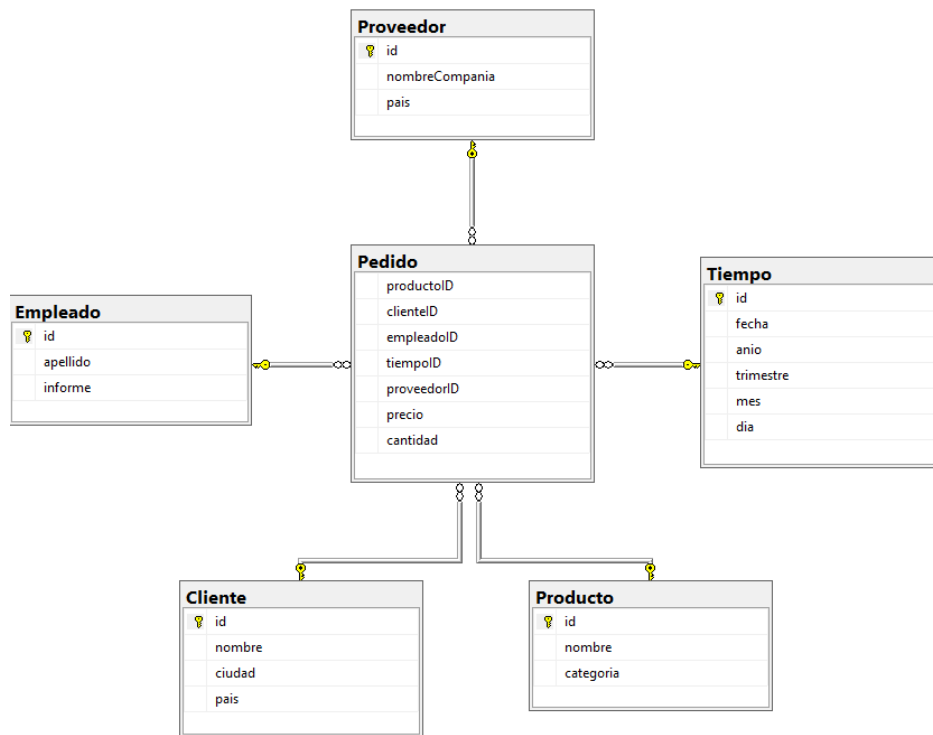 Proveedor
id
nombreCompania
pais
Pedido
productoID
clienteID
empleadoID
tiempoID
proveedorID
precio
cantidad
Tiempo
id
fecha
anio
trimestre
mes
dia
Empleado
id
apellido
informe
Cliente
id
nombre
ciudad
pais
Producto
id
nombre
categoria